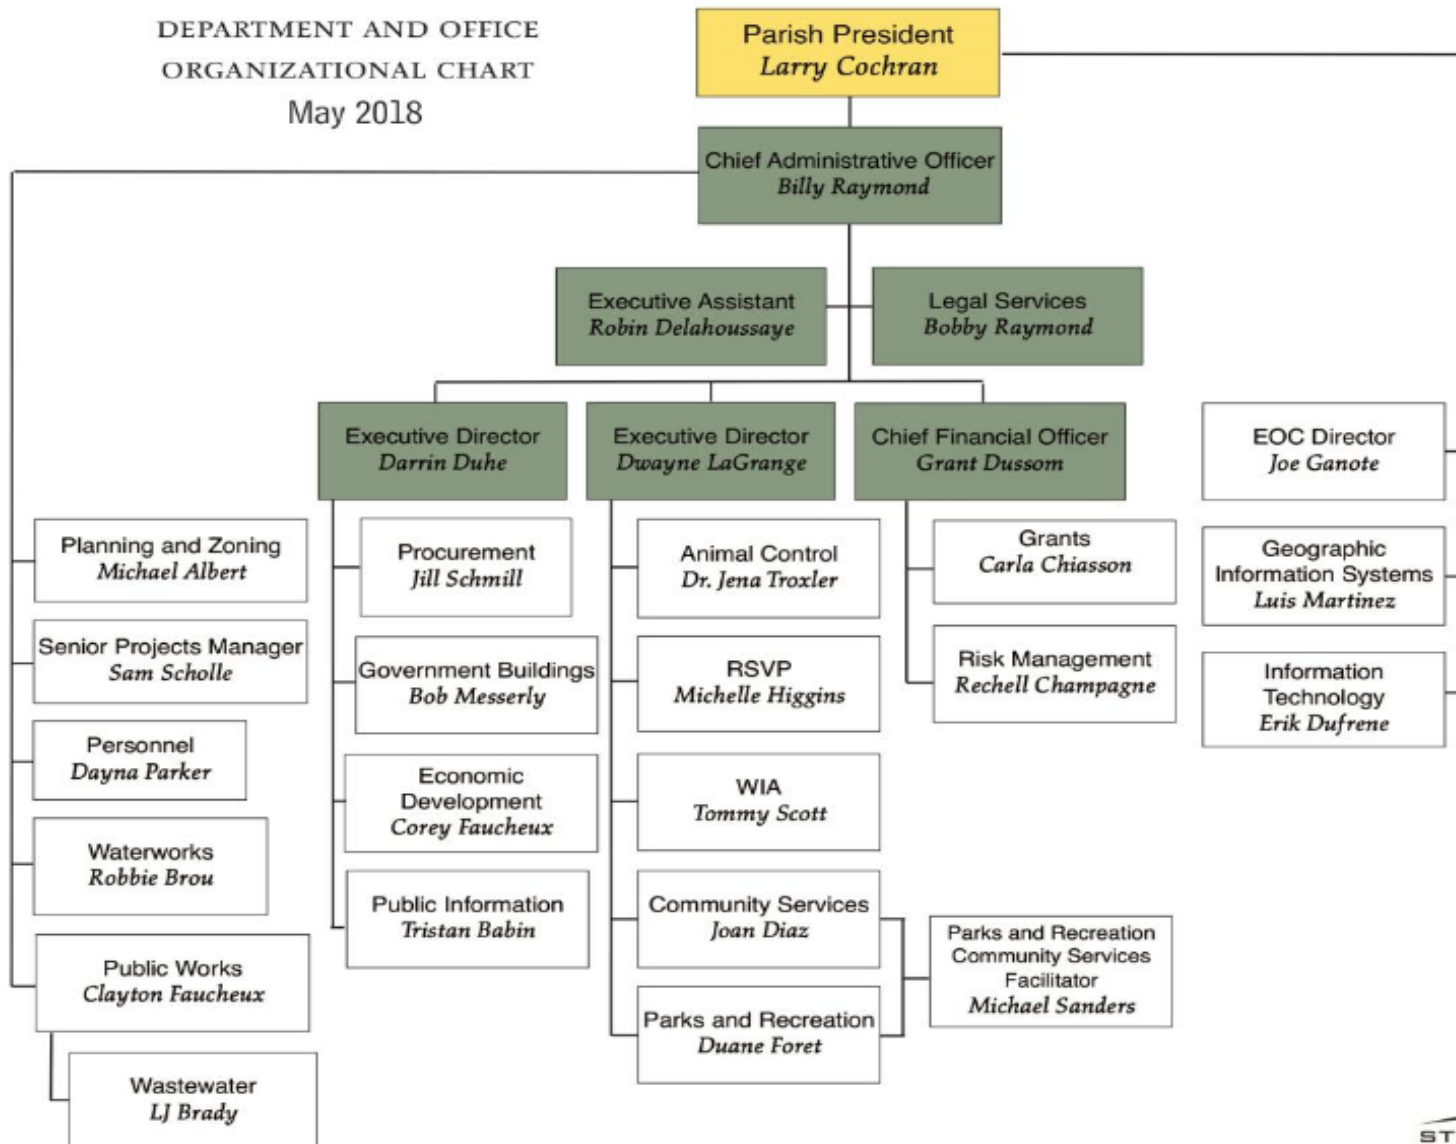 DEPARTMENT AND OFFICE
ORGANIZATIONAL CHART
May 2018
Parish President
Larry Cochran
Chief Administrative Officer
Billy Raymond
Executive Assistant
Robin Delahoussaye
Legal Services
Bobby Raymond
Executive Director
Darrin Duhe
Executive Director
Dwayne LaGrange
Chief Financial Officer
Grant Dussom
EOC Director
Joe Ganote
Planning and Zoning
Michael Albert
Senior Projects Manager
Sam Scholle
Personnel
Dayna Parker
Waterworks
Robbie Brou
Public Works
Clayton Faucheux
Wastewater
LJ Brady
Procurement
Jill Schmill
Government Buildings
Bob Messerly
Economic
Development
Corey Faucheux
Public Information
Tristan Babin
Animal Control
Dr. Jena Troxler
RSVP
Michelle Higgins
WIA
Tommy Scott
Community Services
Joan Diaz
Parks and Recreation
Duane Foret
Parks and Recreation
Community Services
Facilitator
Michael Sanders
Grants
Carla Chiasson
Risk Management
Rechell Champagne
Geographic
Information Systems
Luis Martinez
Information
Technology
Erik Dufrene
ST